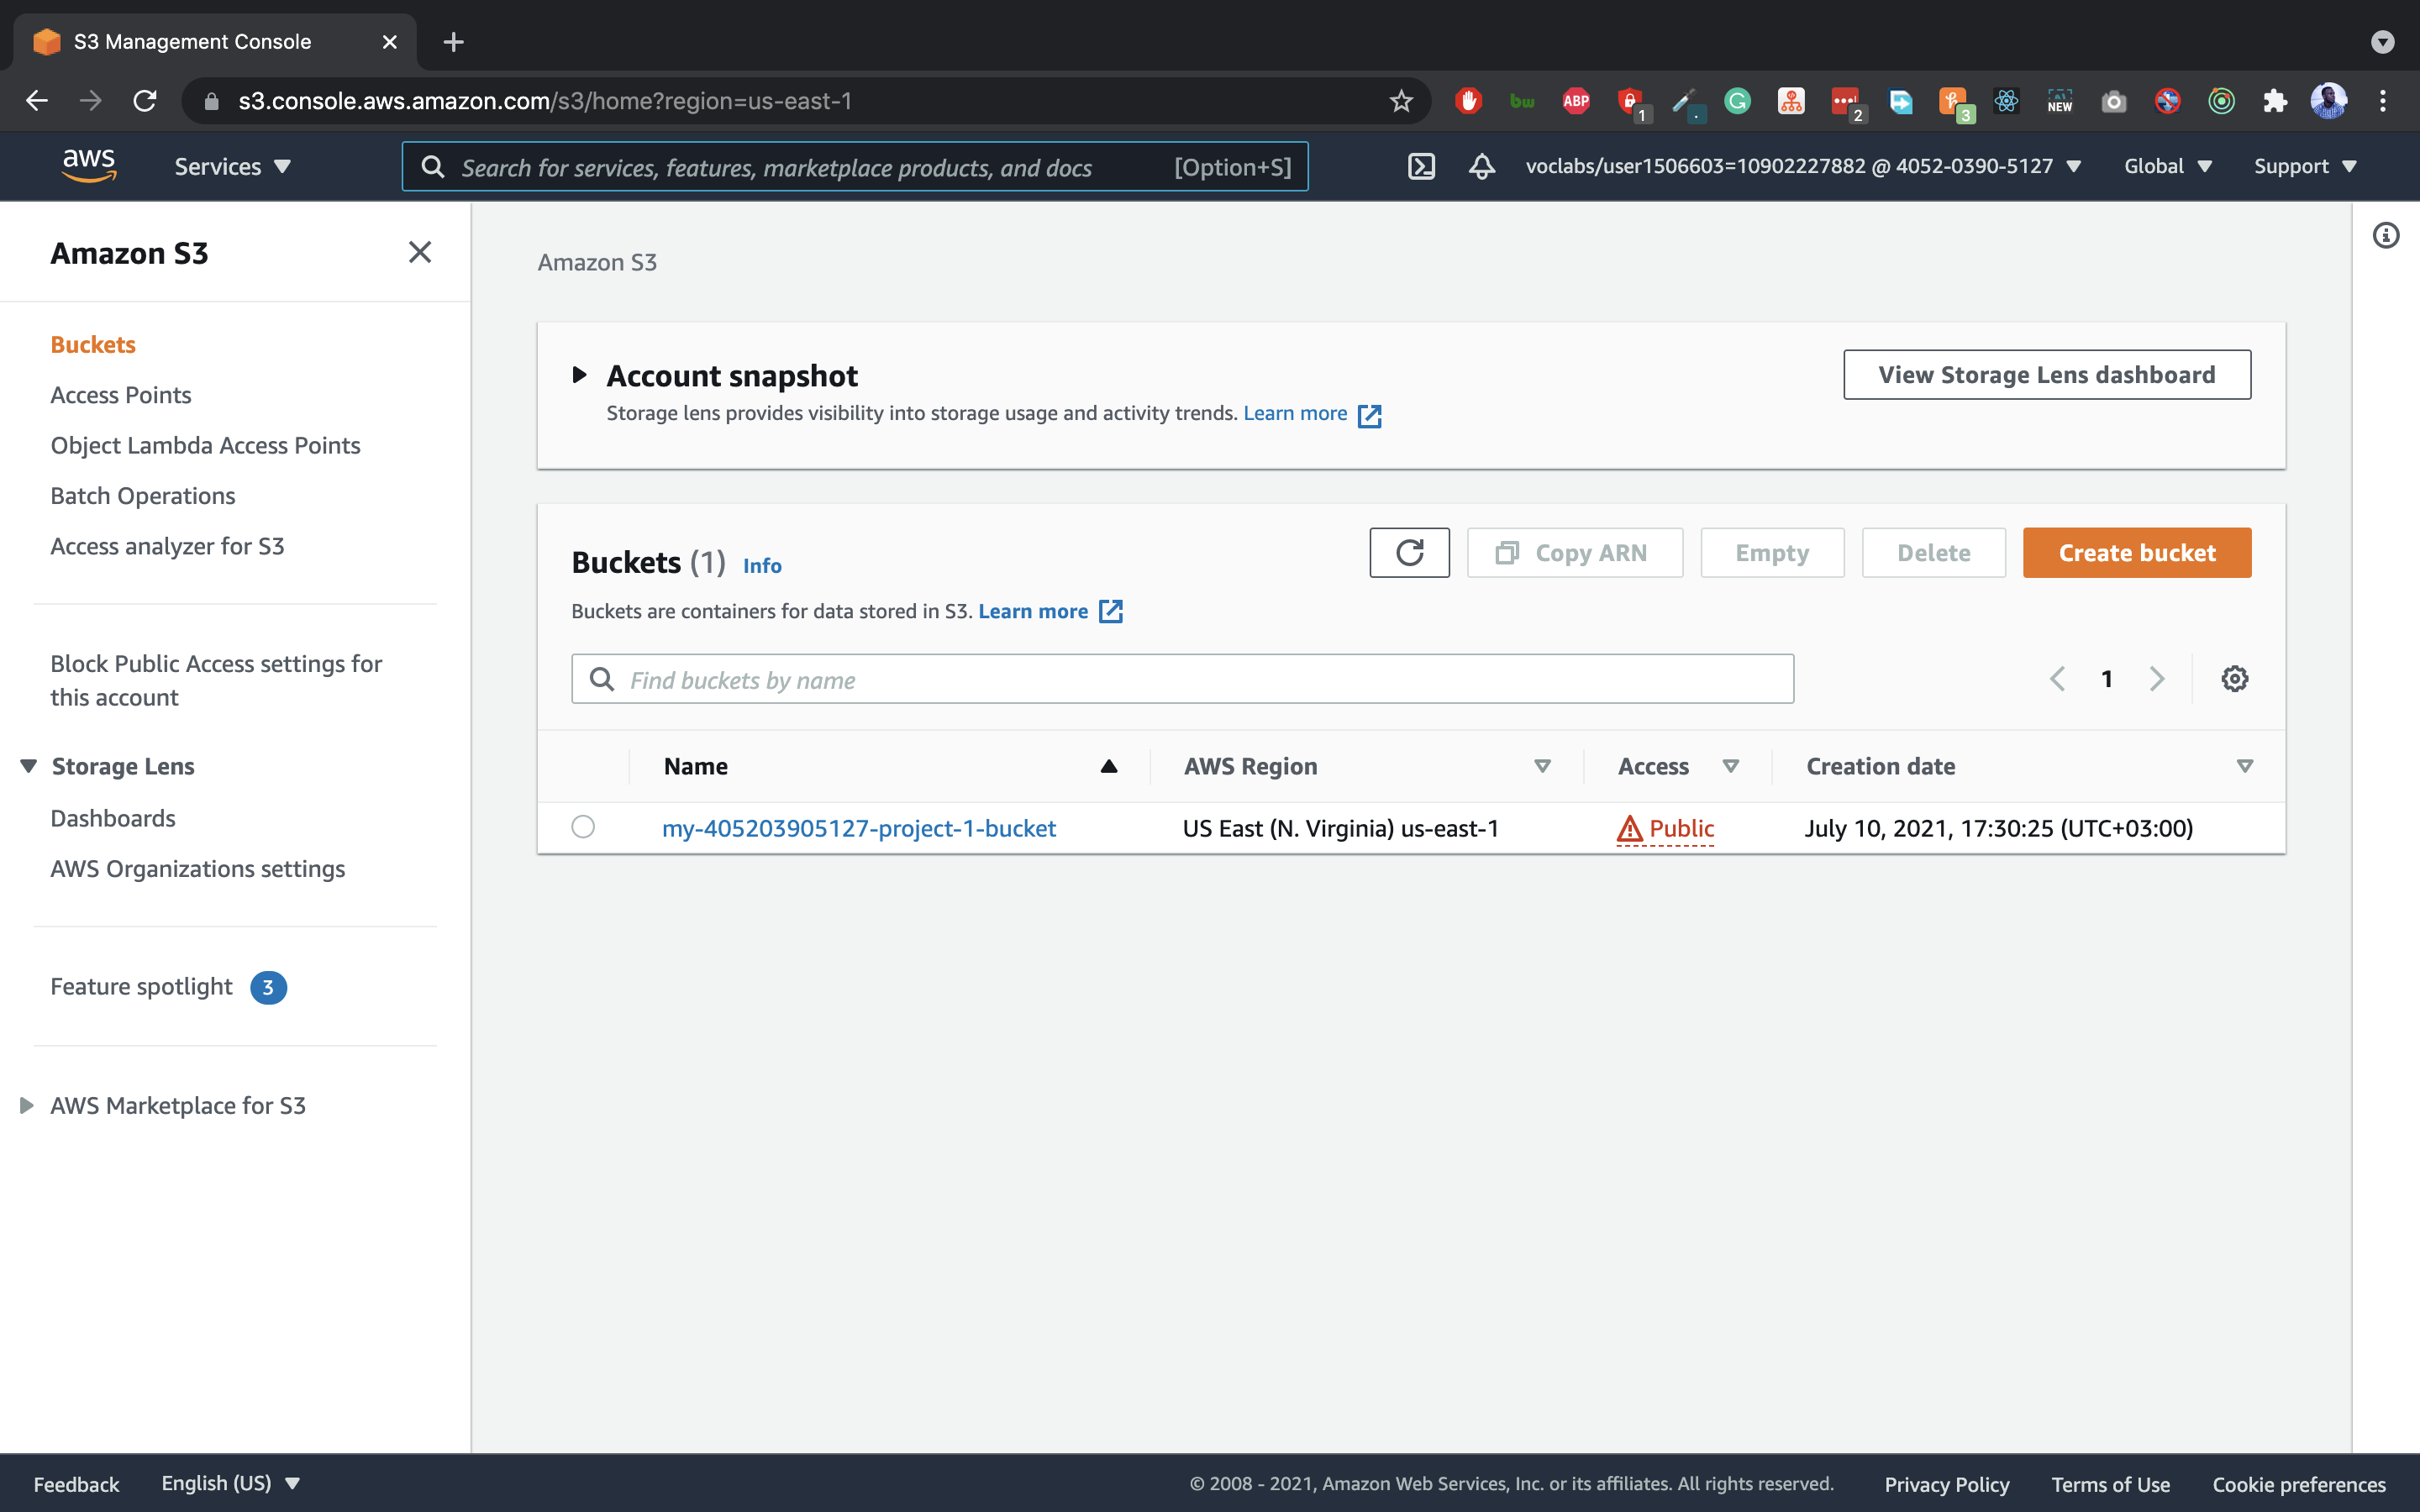 S3 Management Console
s3.console.aws.amazon.com/s3/home?region=us-east-1
bw ABP 1 . G 2 3 NEW
aws Services Search for services, features, marketplace products, and docs [Option+S] voclabs/user1506603=10902227882 @ 4052-0390-5127 Global Support
Amazon S3
Buckets
Access Points
Object Lambda Access Points
Batch Operations
Access analyzer for S3
Block Public Access settings for
this account
Storage Lens
Dashboards
AWS Organizations settings
Feature spotlight 3
AWS Marketplace for S3
Amazon S3
Account snapshot
Storage lens provides visibility into storage usage and activity trends. Learn more
View Storage Lens dashboard
Buckets (1) Info
Copy ARN Empty Delete Create bucket
Buckets are containers for data stored in S3. Learn more
Find buckets by name
1
Name AWS Region Access Creation date
my-405203905127-project-1-bucket US East (N. Virginia) us-east-1 Public July 10, 2021, 17:30:25 (UTC+03:00)
Feedback English (US) © 2008 - 2021, Amazon Web Services, Inc. or its affiliates. All rights reserved. Privacy Policy Terms of Use Cookie preferences